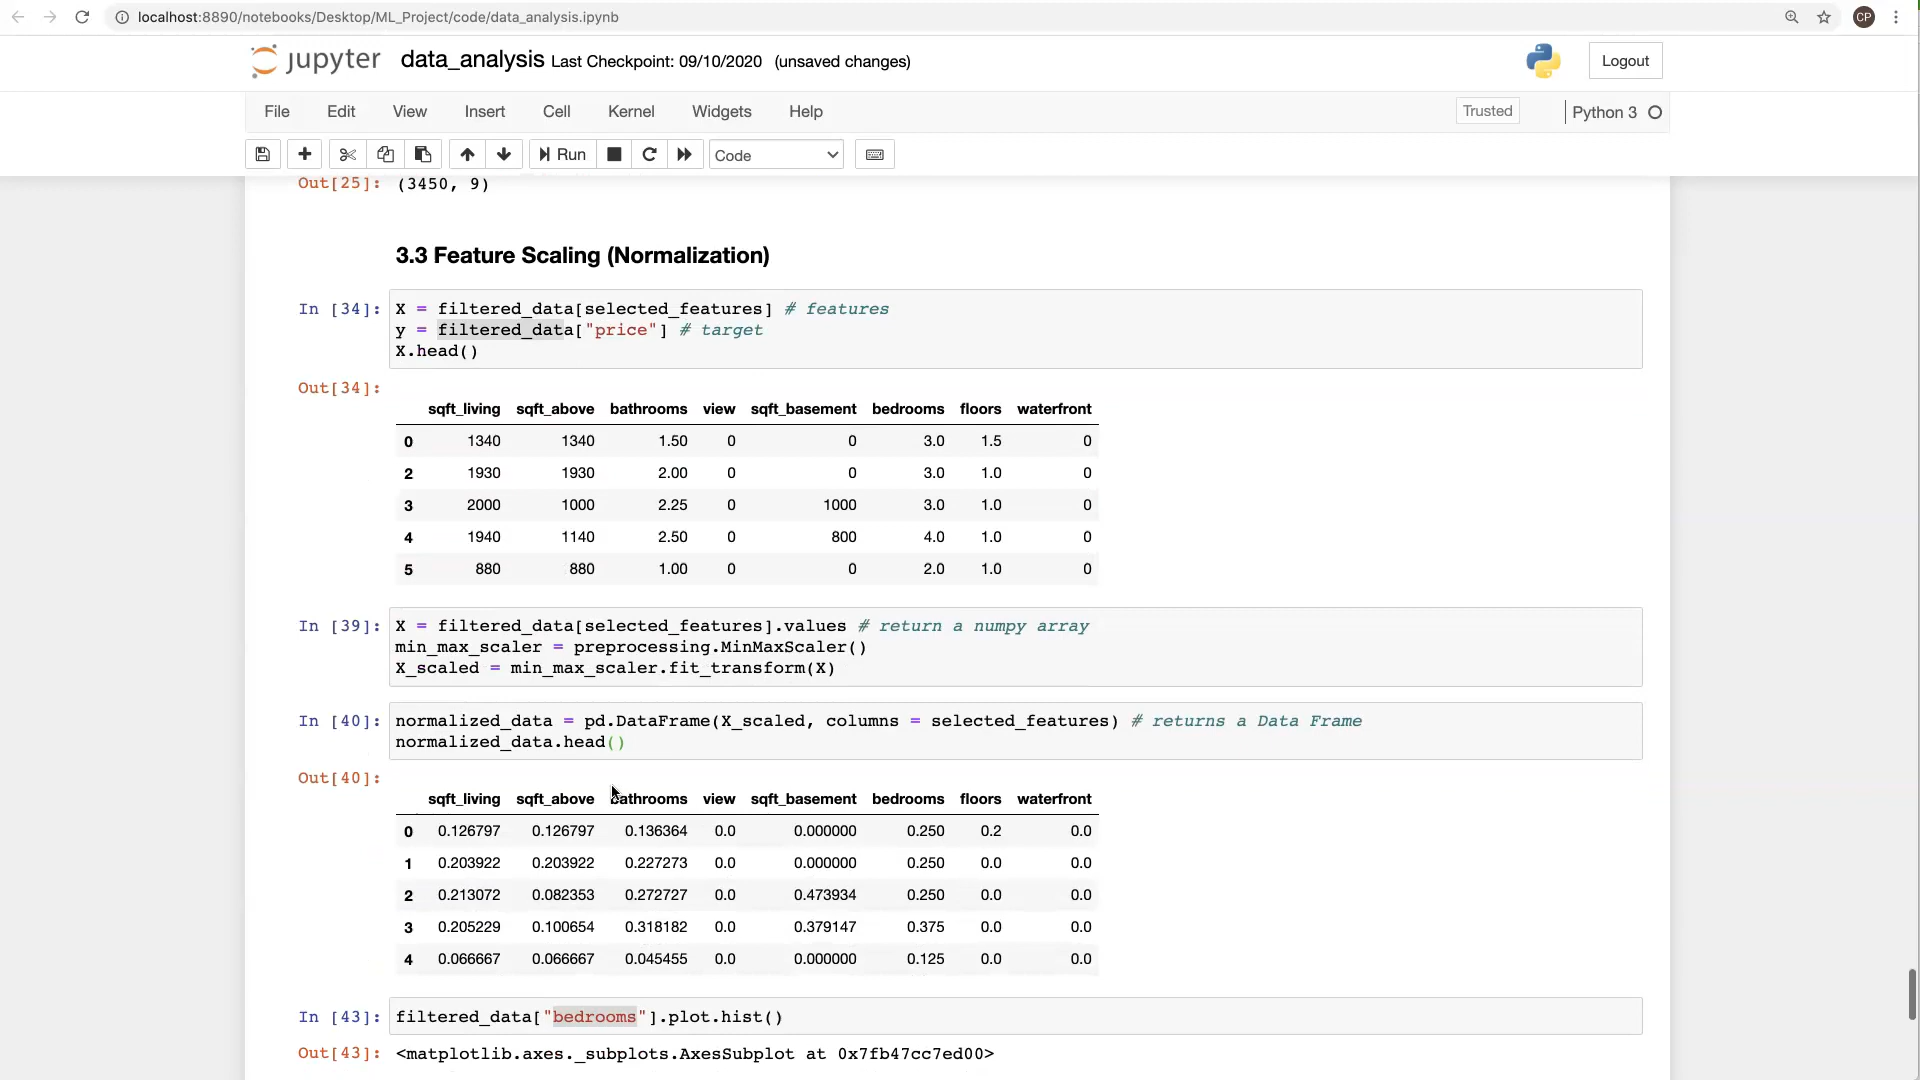 localhost:8890/notebooks/Desktop/ML_Project/code/data_analysis.ipynb
CP
jupyter data_analysis Last Checkpoint: 09/10/2020 (unsaved changes)
Logout
File Edit View Insert Cell Kernel Widgets Help
Trusted
Python 3
Run
Code
Out[25]: (3450, 9)
3.3 Feature Scaling (Normalization)
In [34]: X = filtered_data[selected_features] # features
y = filtered_data["price"] # target
X.head()
Out[34]:
sqft_living sqft_above bathrooms view sqft_basement bedrooms floors waterfront
0 1340 1340 1.50 0 0 3.0 1.5 0
2 1930 1930 2.00 0 0 3.0 1.0 0
3 2000 1000 2.25 0 1000 3.0 1.0 0
4 1940 1140 2.50 0 800 4.0 1.0 0
5 880 880 1.00 0 0 2.0 1.0 0
In [39]: X = filtered_data[selected_features].values # return a numpy array
min_max_scaler = preprocessing.MinMaxScaler()
X_scaled = min_max_scaler.fit_transform(X)
In [40]: normalized_data = pd.DataFrame(X_scaled, columns = selected_features) # returns a Data Frame
normalized_data.head()
Out[40]:
sqft_living sqft_above bathrooms view sqft_basement bedrooms floors waterfront
0 0.126797 0.126797 0.136364 0.0 0.000000 0.250 0.2 0.0
1 0.203922 0.203922 0.227273 0.0 0.000000 0.250 0.0 0.0
2 0.213072 0.082353 0.272727 0.0 0.473934 0.250 0.0 0.0
3 0.205229 0.100654 0.318182 0.0 0.379147 0.375 0.0 0.0
4 0.066667 0.066667 0.045455 0.0 0.000000 0.125 0.0 0.0
In [43]: filtered_data["bedrooms"].plot.hist()
Out[43]: <matplotlib.axes._subplots.AxesSubplot at 0x7fb47cc7ed00>